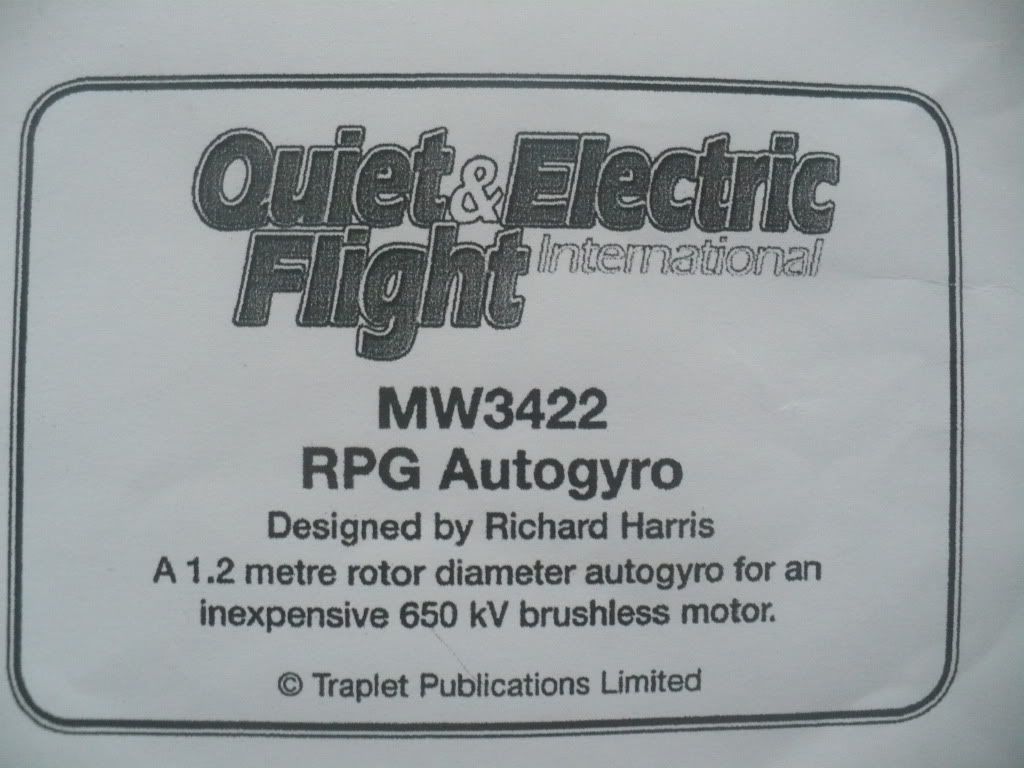 Quiet & Electric
Flight International
MW3422
RPG Autogyro
Designed by Richard Harris
A 1.2 metre rotor diameter autogyro for an
inexpensive 650 kV brushless motor.
© Traplet Publications Limited